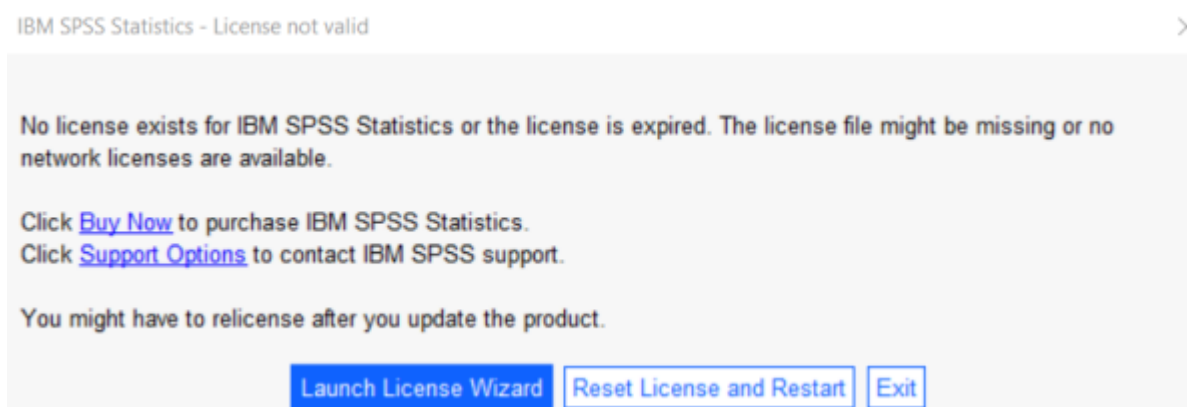 IBM SPSS Statistics - License not valid
No license exists for IBM SPSS Statistics or the license is expired. The license file might be missing or no
network licenses are available.
Click Buy Now to purchase IBM SPSS Statistics.
Click Support Options to contact IBM SPSS support.
You might have to relicense after you update the product.
Launch License Wizard Reset License and Restart Exit